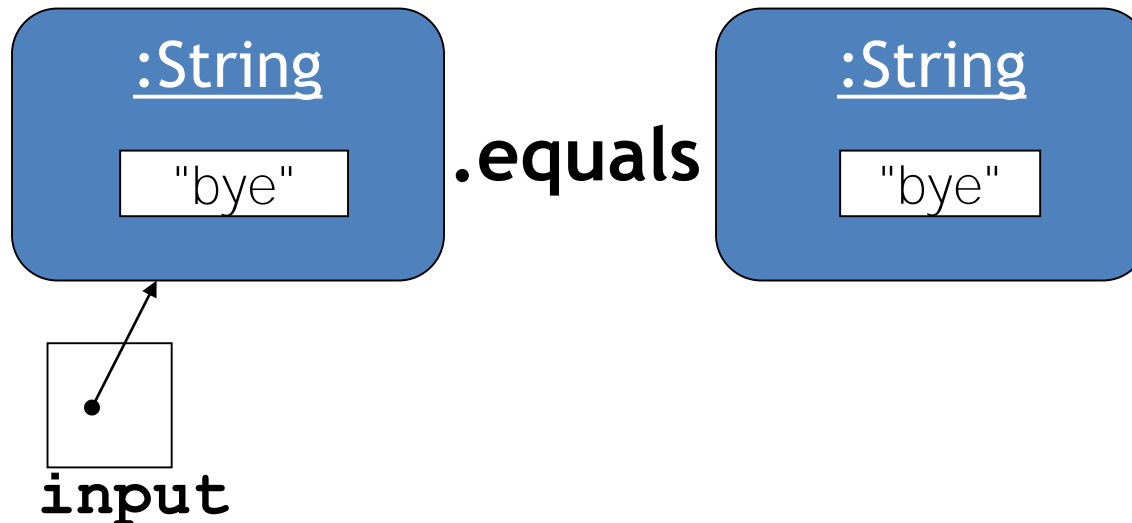 :String
"bye"
.equals
:String
"bye"
input